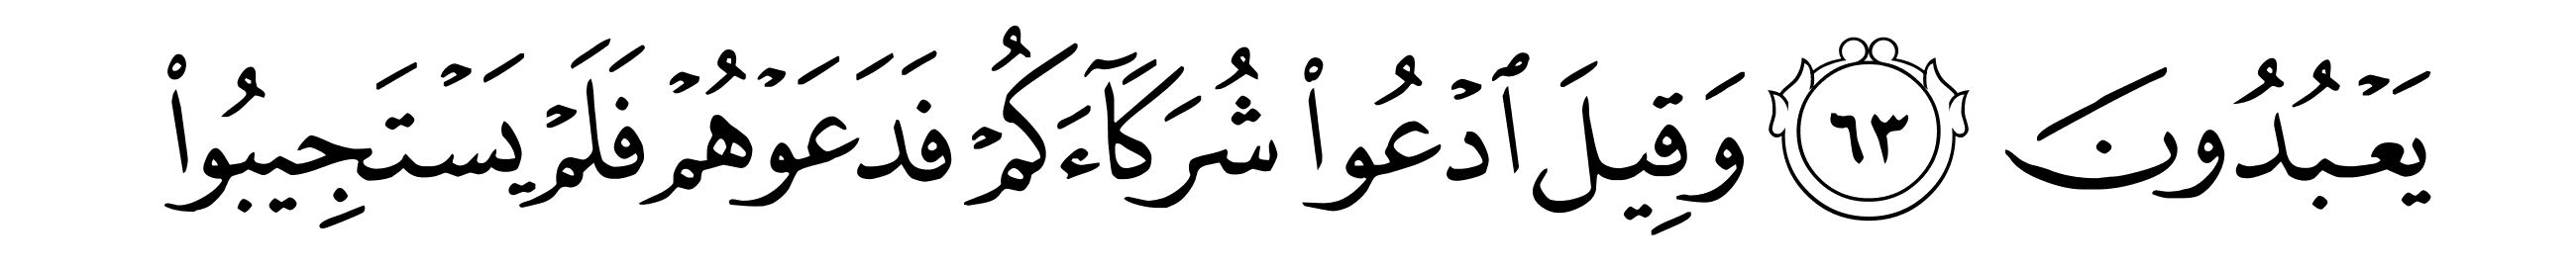 يَعۡبُدُونَ ٦٣ وَقِيلَ ٱدۡعُواْ شُرَكَآءَكُمۡ فَدَعَوۡهُمۡ فَلَمۡ يَسۡتَجِيبُواْ